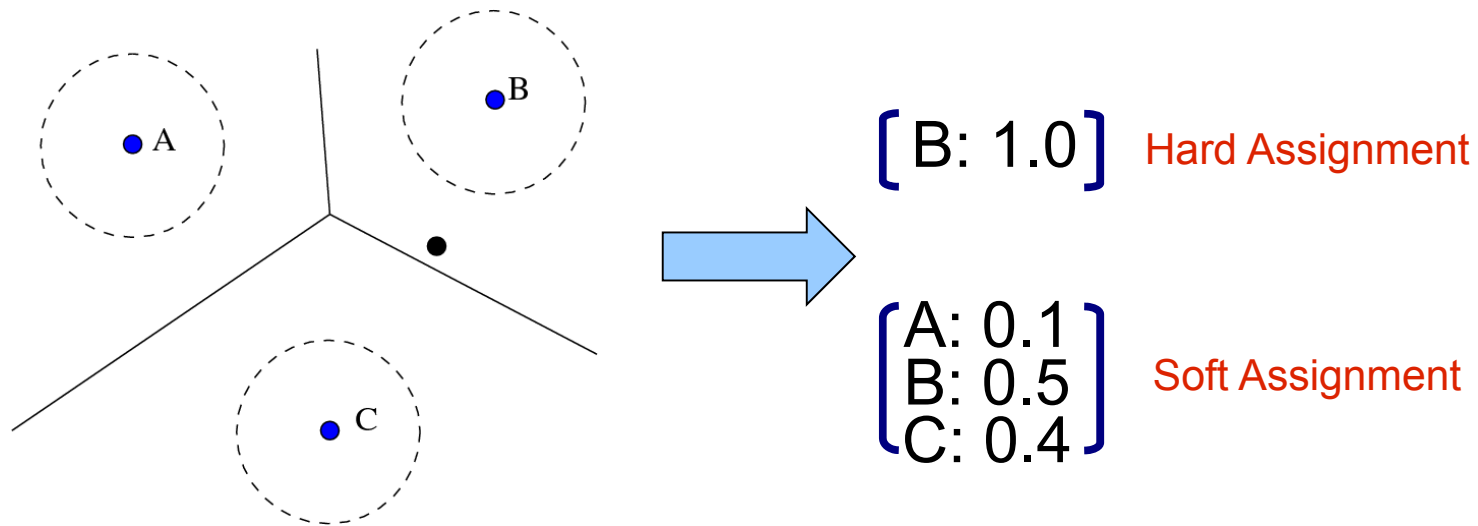 A
B
C
B: 1.0
Hard Assignment
A: 0.1
B: 0.5
C: 0.4
Soft Assignment